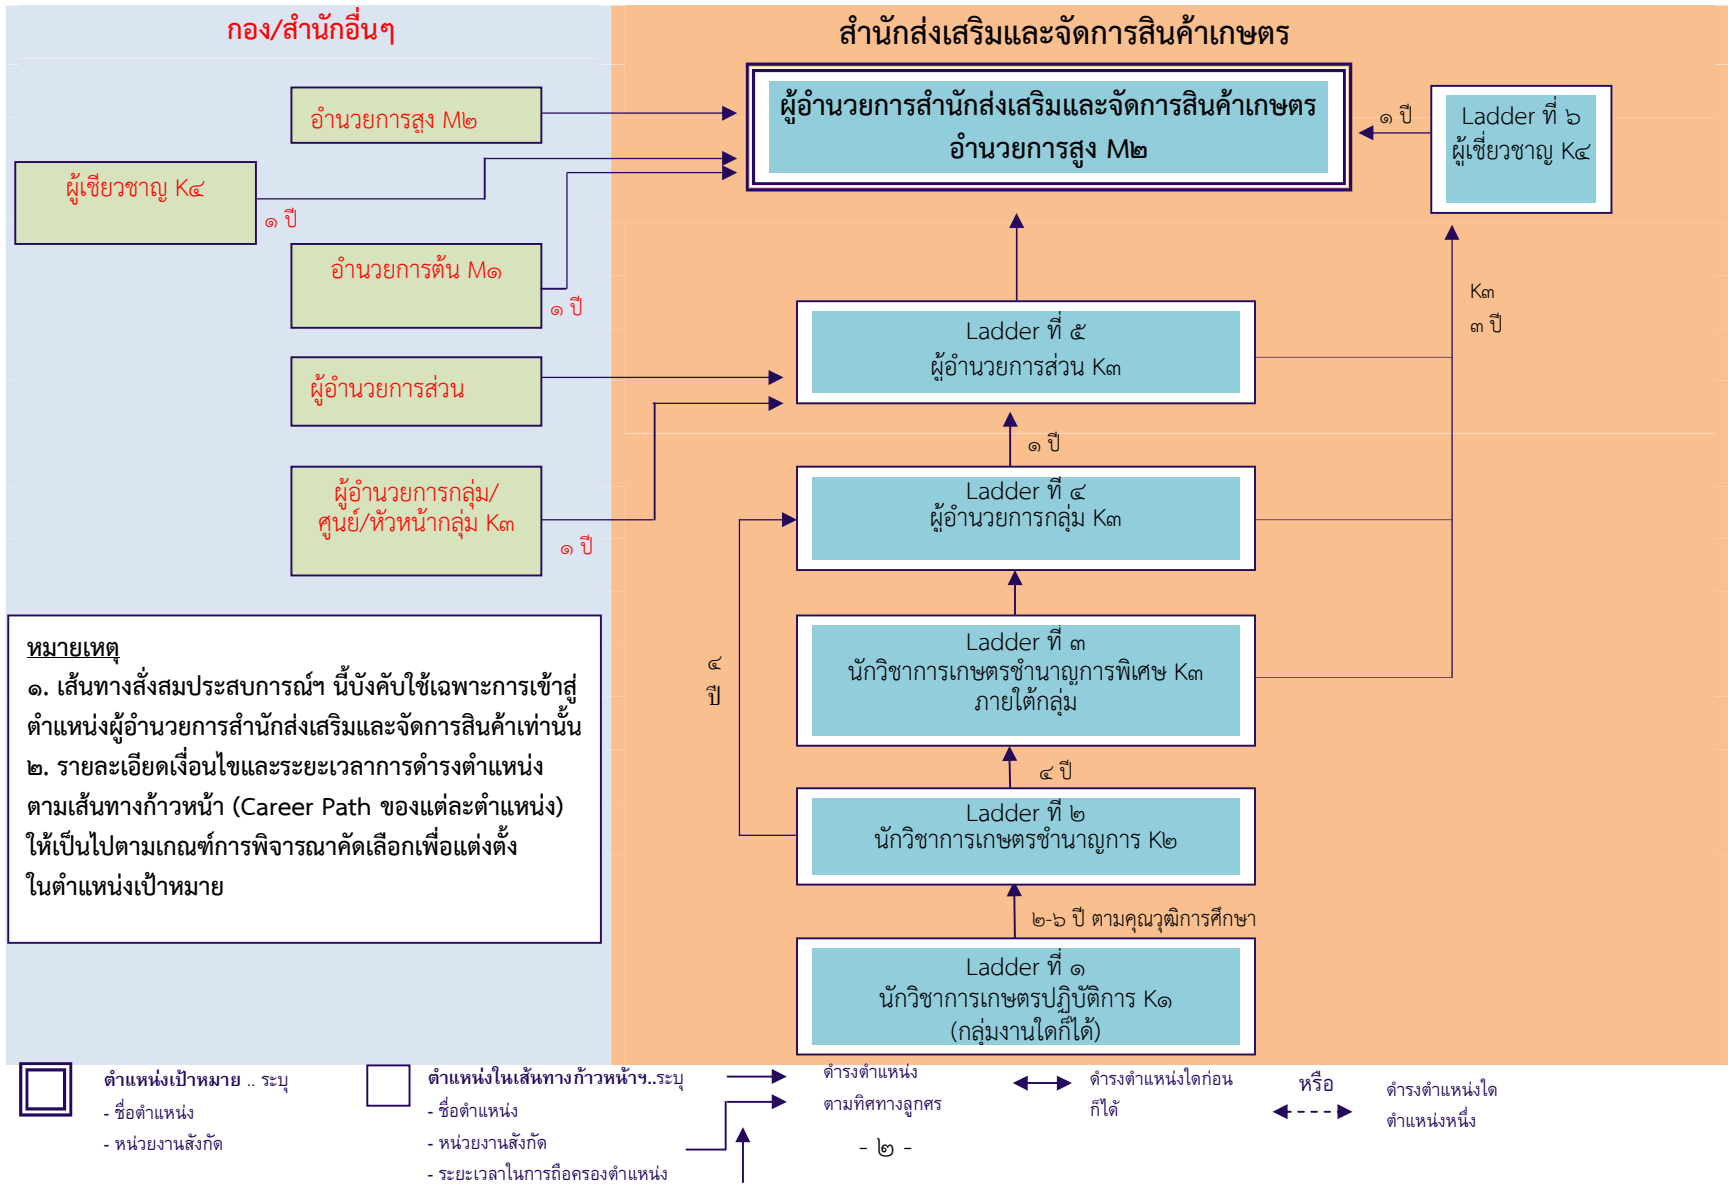 กอง/สำนักอื่นๆ
สำนักส่งเสริมและจัดการสินค้าเกษตร
อำนวยการสูง M๒
ผู้เชี่ยวชาญ K๔
๑ ปี
อำนวยการต้น M๑
๑ ปี
ผู้อำนวยการส่วน
ผู้อำนวยการกลุ่ม/
ศูนย์/หัวหน้ากลุ่ม K๓
๑ ปี
ผู้อำนวยการสำนักส่งเสริมและจัดการสินค้าเกษตร
อำนวยการสูง M๒
๑ ปี
Ladder ที่ ๖
ผู้เชี่ยวชาญ K๔
K๓
๓ ปี
Ladder ที่ ๕
ผู้อำนวยการส่วน K๓
๑ ปี
Ladder ที่ ๔
ผู้อำนวยการกลุ่ม K๓
Ladder ที่ ๓
นักวิชาการเกษตรชำนาญการพิเศษ K๓
ภายใต้กลุ่ม
๔
ปี
๔ ปี
Ladder ที่ ๒
นักวิชาการเกษตรชำนาญการ K๒
๒-๖ ปี ตามคุณวุฒิการศึกษา
Ladder ที่ ๑
นักวิชาการเกษตรปฏิบัติการ K๑
(กลุ่มงานใดก็ได้)
หมายเหตุ
๑. เส้นทางสั่งสมประสบการณ์ฯ นี้บังคับใช้เฉพาะการเข้าสู่
ตำแหน่งผู้อำนวยการสำนักส่งเสริมและจัดการสินค้าเท่านั้น
๒. รายละเอียดเงื่อนไขและระยะเวลาการดำรงตำแหน่ง
ตามเส้นทางก้าวหน้า (Career Path ของแต่ละตำแหน่ง)
ให้เป็นไปตามเกณฑ์การพิจารณาคัดเลือกเพื่อแต่งตั้ง
ในตำแหน่งเป้าหมาย
ตำแหน่งเป้าหมาย .. ระบุ
- ชื่อตำแหน่ง
- หน่วยงานสังกัด
ตำแหน่งในเส้นทางก้าวหน้าฯ..ระบุ
- ชื่อตำแหน่ง
- หน่วยงานสังกัด
- ระยะเวลาในการถือครองตำแหน่ง
ดำรงตำแหน่ง
ตามทิศทางลูกศร
ดำรงตำแหน่งใดก่อน
ก็ได้
หรือ
ดำรงตำแหน่งใด
ตำแหน่งหนึ่ง
- ๒ -